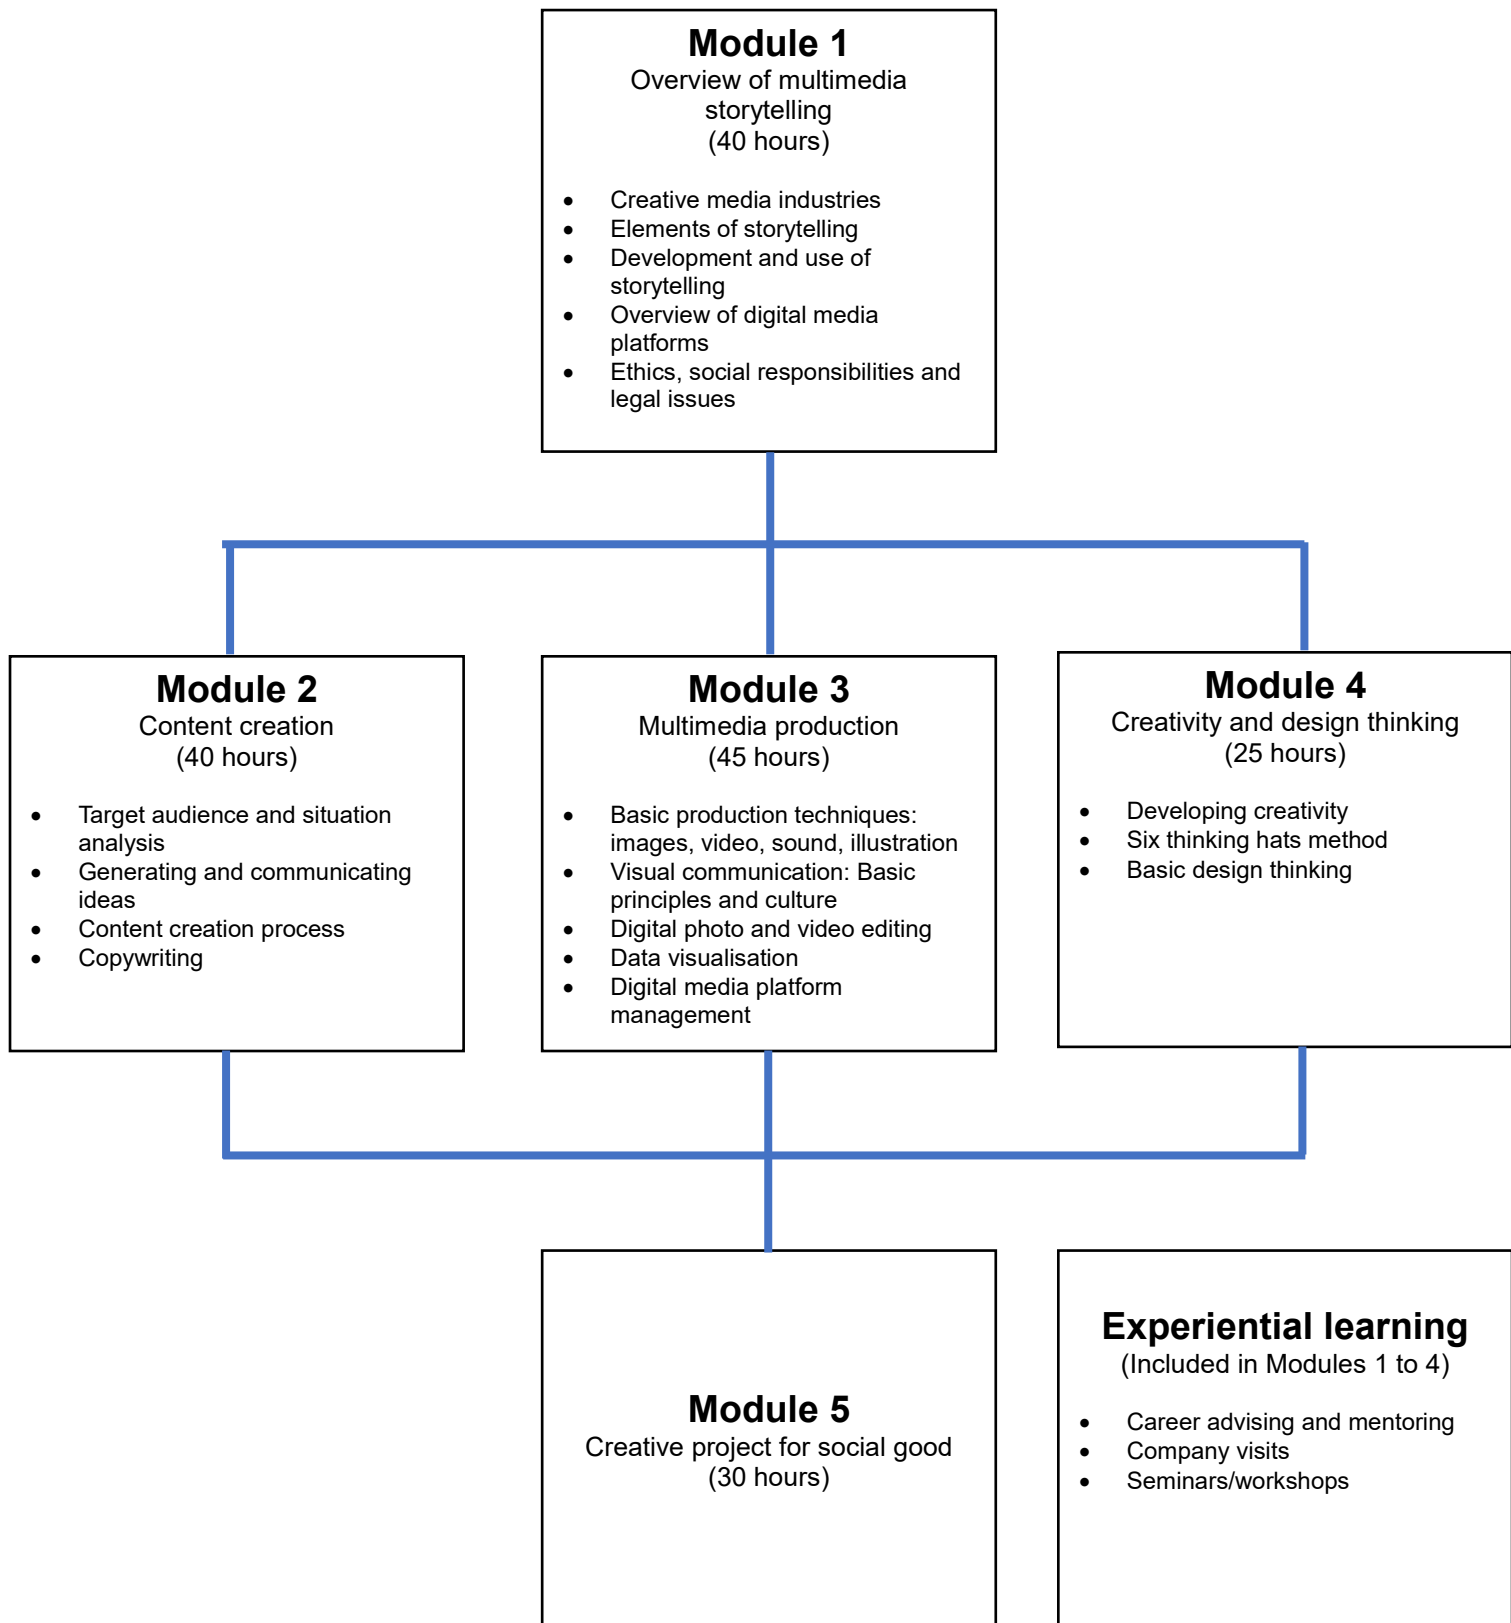 Module 1
Overview of multimedia
storytelling
(40 hours)
• Creative media industries
• Elements of storytelling
• Development and use of
storytelling
• Overview of digital media
platforms
• Ethics, social responsibilities and
legal issues
Module 2
Content creation
(40 hours)
• Target audience and situation
analysis
• Generating and communicating
ideas
• Content creation process
• Copywriting
Module 3
Multimedia production
(45 hours)
• Basic production techniques:
images, video, sound, illustration
• Visual communication: Basic
principles and culture
• Digital photo and video editing
• Data visualisation
• Digital media platform
management
Module 4
Creativity and design thinking
(25 hours)
• Developing creativity
• Six thinking hats method
• Basic design thinking
Module 5
Creative project for social good
(30 hours)
Experiential learning
(Included in Modules 1 to 4)
• Career advising and mentoring
• Company visits
• Seminars/workshops